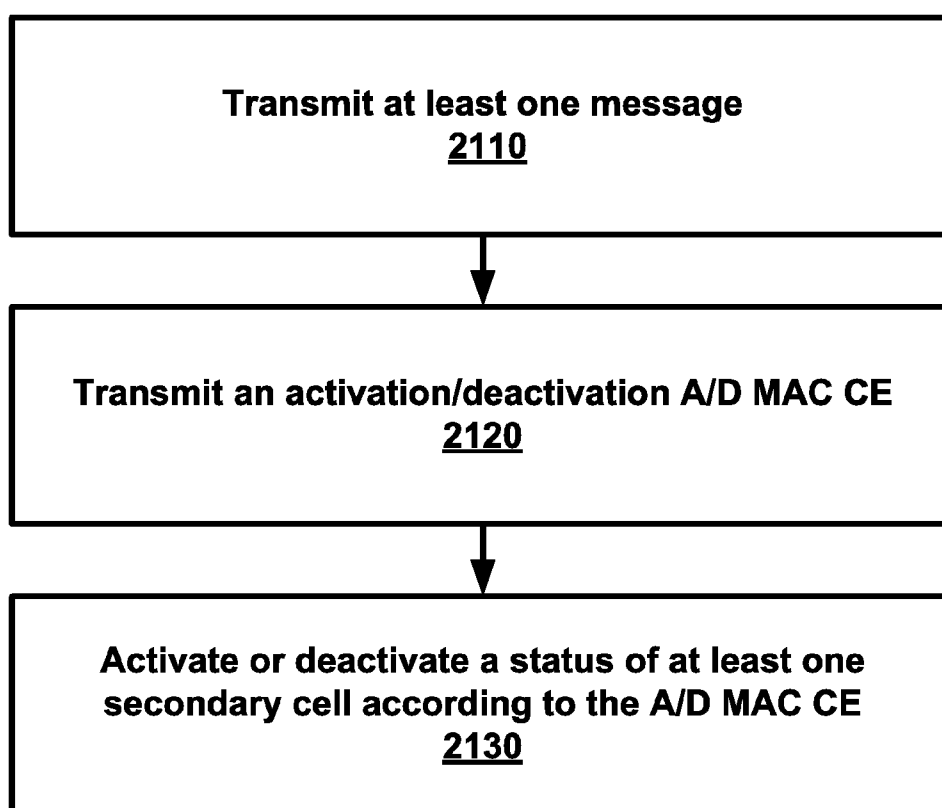 Transmit at least one message
2110
Transmit an activation/deactivation A/D MAC CE
2120
Activate or deactivate a status of at least one
secondary cell according to the A/D MAC CE
2130